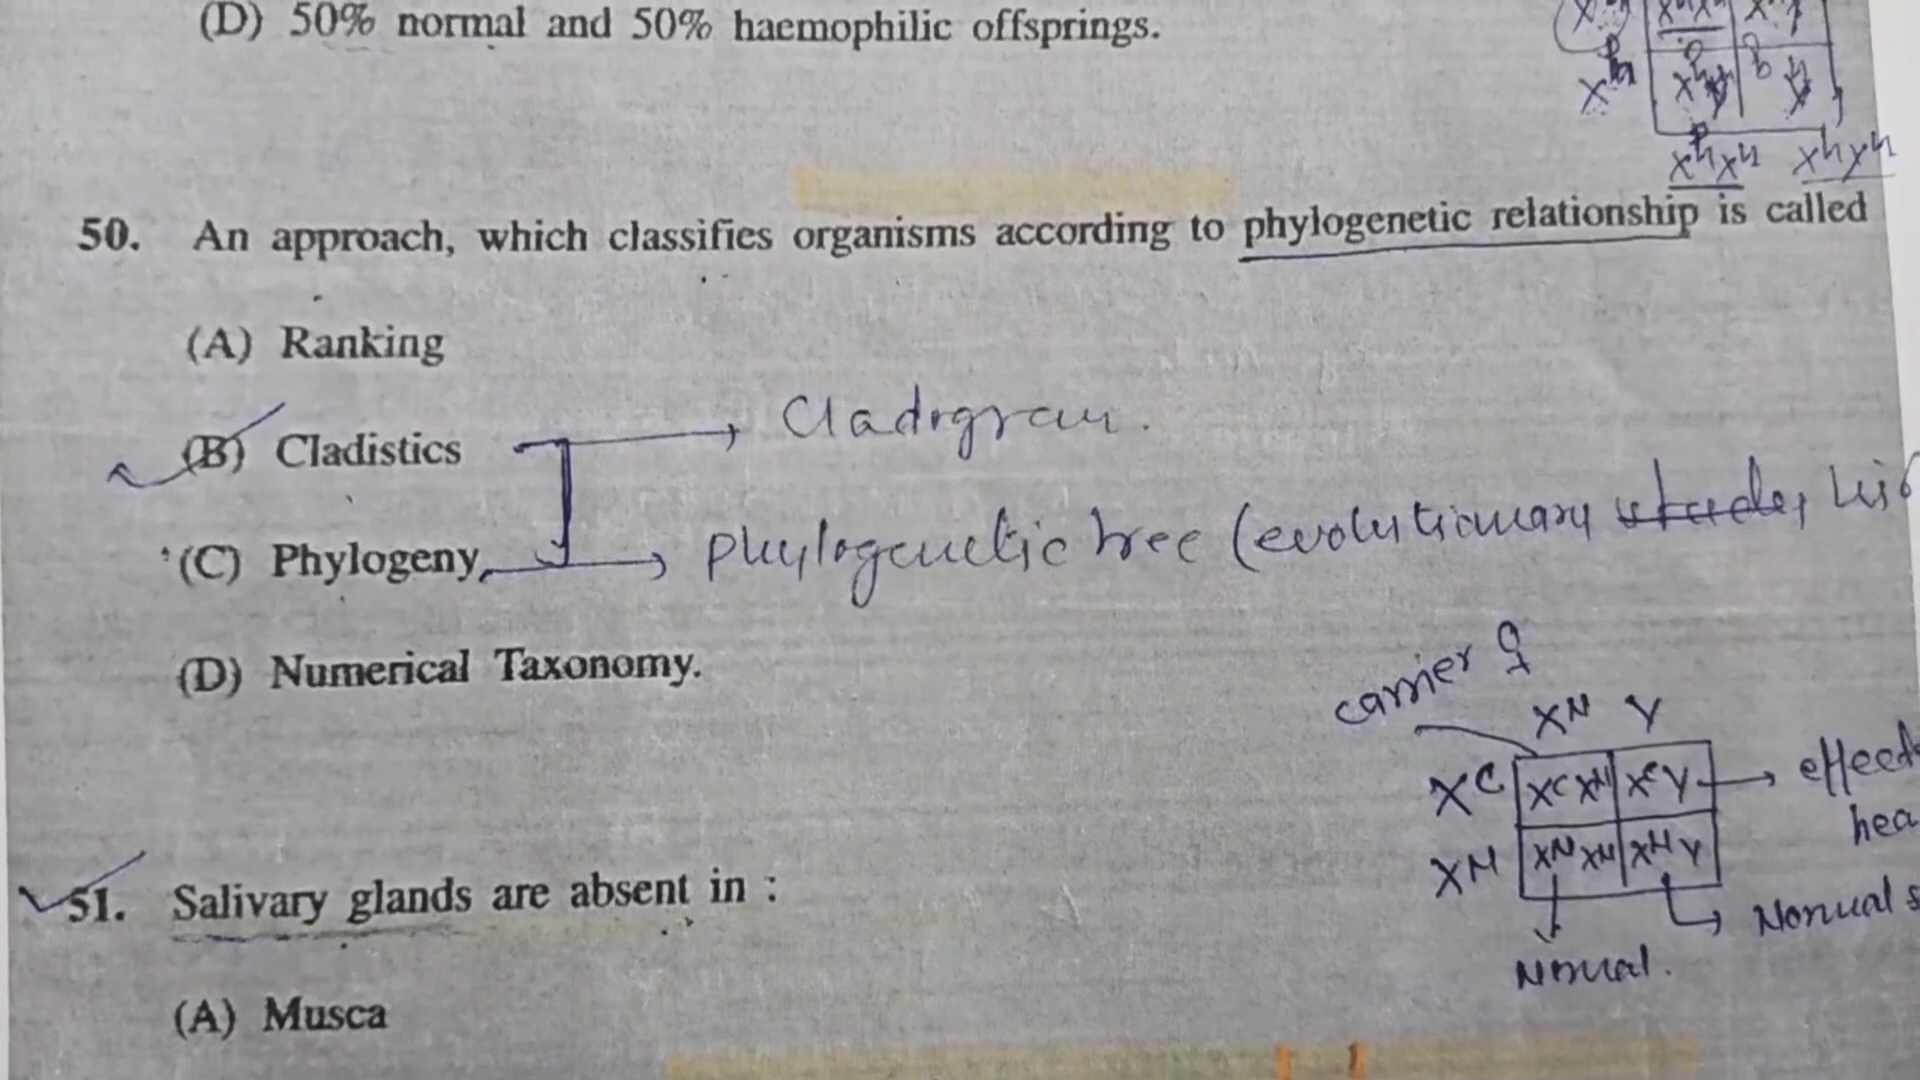 (D) 50% normal and 50% haemophilic offsprings.
50. An approach, which classifies organisms according to phylogenetic relationship is called
(A) Ranking
(B) Cladistics
Cladogram.
(C) Phylogeny
Phylogenetic tree (evolutionary
(D) Numerical Taxonomy.
carrier ♀
X^N Y
X^C X^C X^N X^C Y
X^N X^N X^N X^N Y
Normal
Normal.
51. Salivary glands are absent in :
(A) Musca